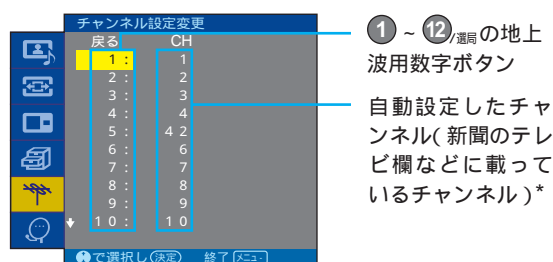 チャンネル設定変更
戻る CH
1: 1
2: 2
3: 3
4: 4
5: 42
6: 6
7: 7
8: 8
9: 9
10: 10
で選択し 決定 終了 メニュー
1 ~ 12/選局の地上
波用数字ボタン
自動設定したチャ
ンネル(新聞のテレ
ビ欄などに載って
いるチャンネル)*